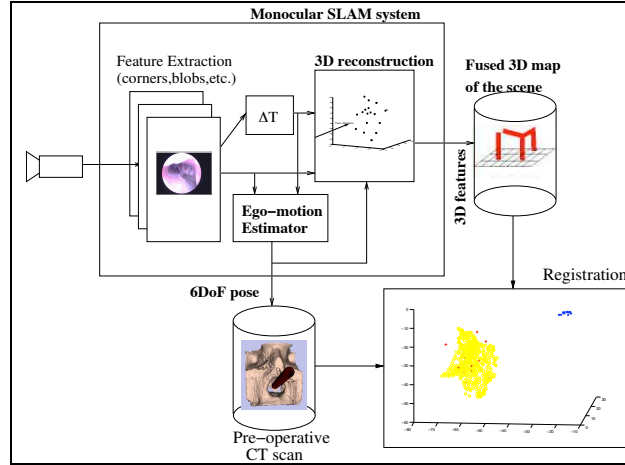 Monocular SLAM system
Feature Extraction
(corners,blobs,etc.)
3D reconstruction
Fused 3D map
of the scene
ΔT
Ego-motion
Estimator
3D features
6DoF pose
Registration
Pre-operative
CT scan